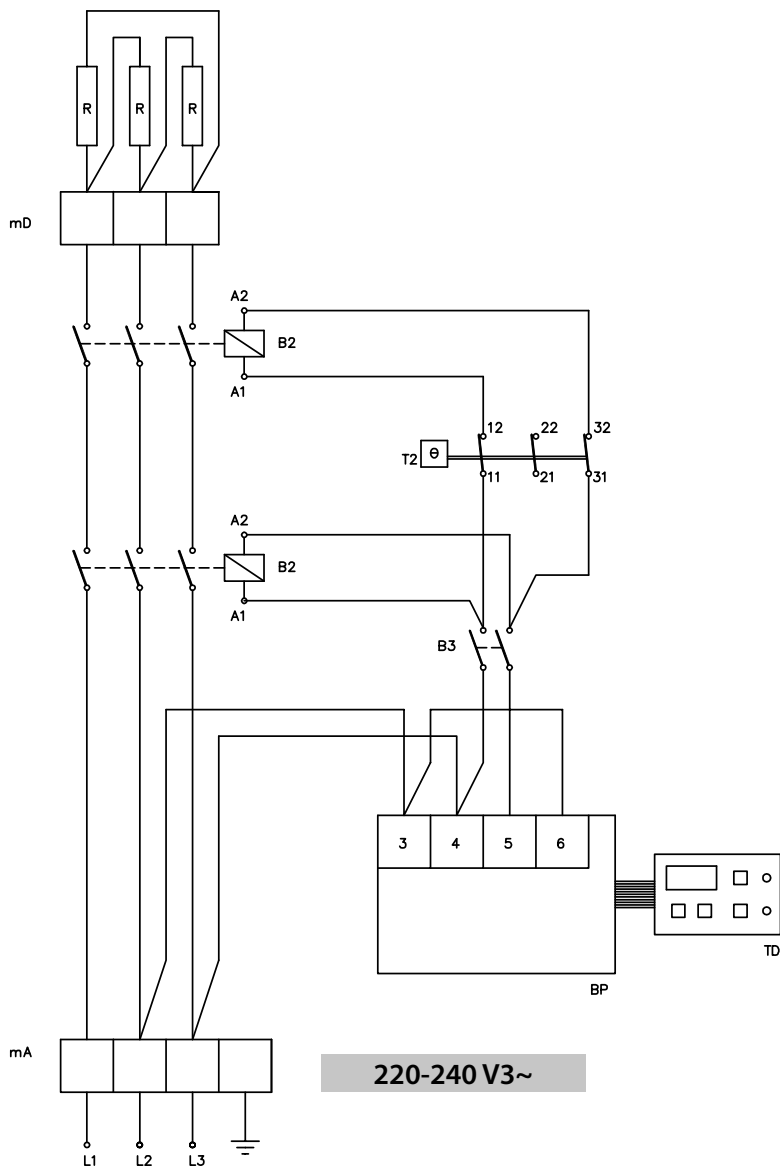 R R R
mD
A2
B2
A1
12 22 32
T2 θ
11 21 31
A2
B2
A1
B3
3 4 5 6
TD
BP
mA
220-240 V3~
L1 L2 L3